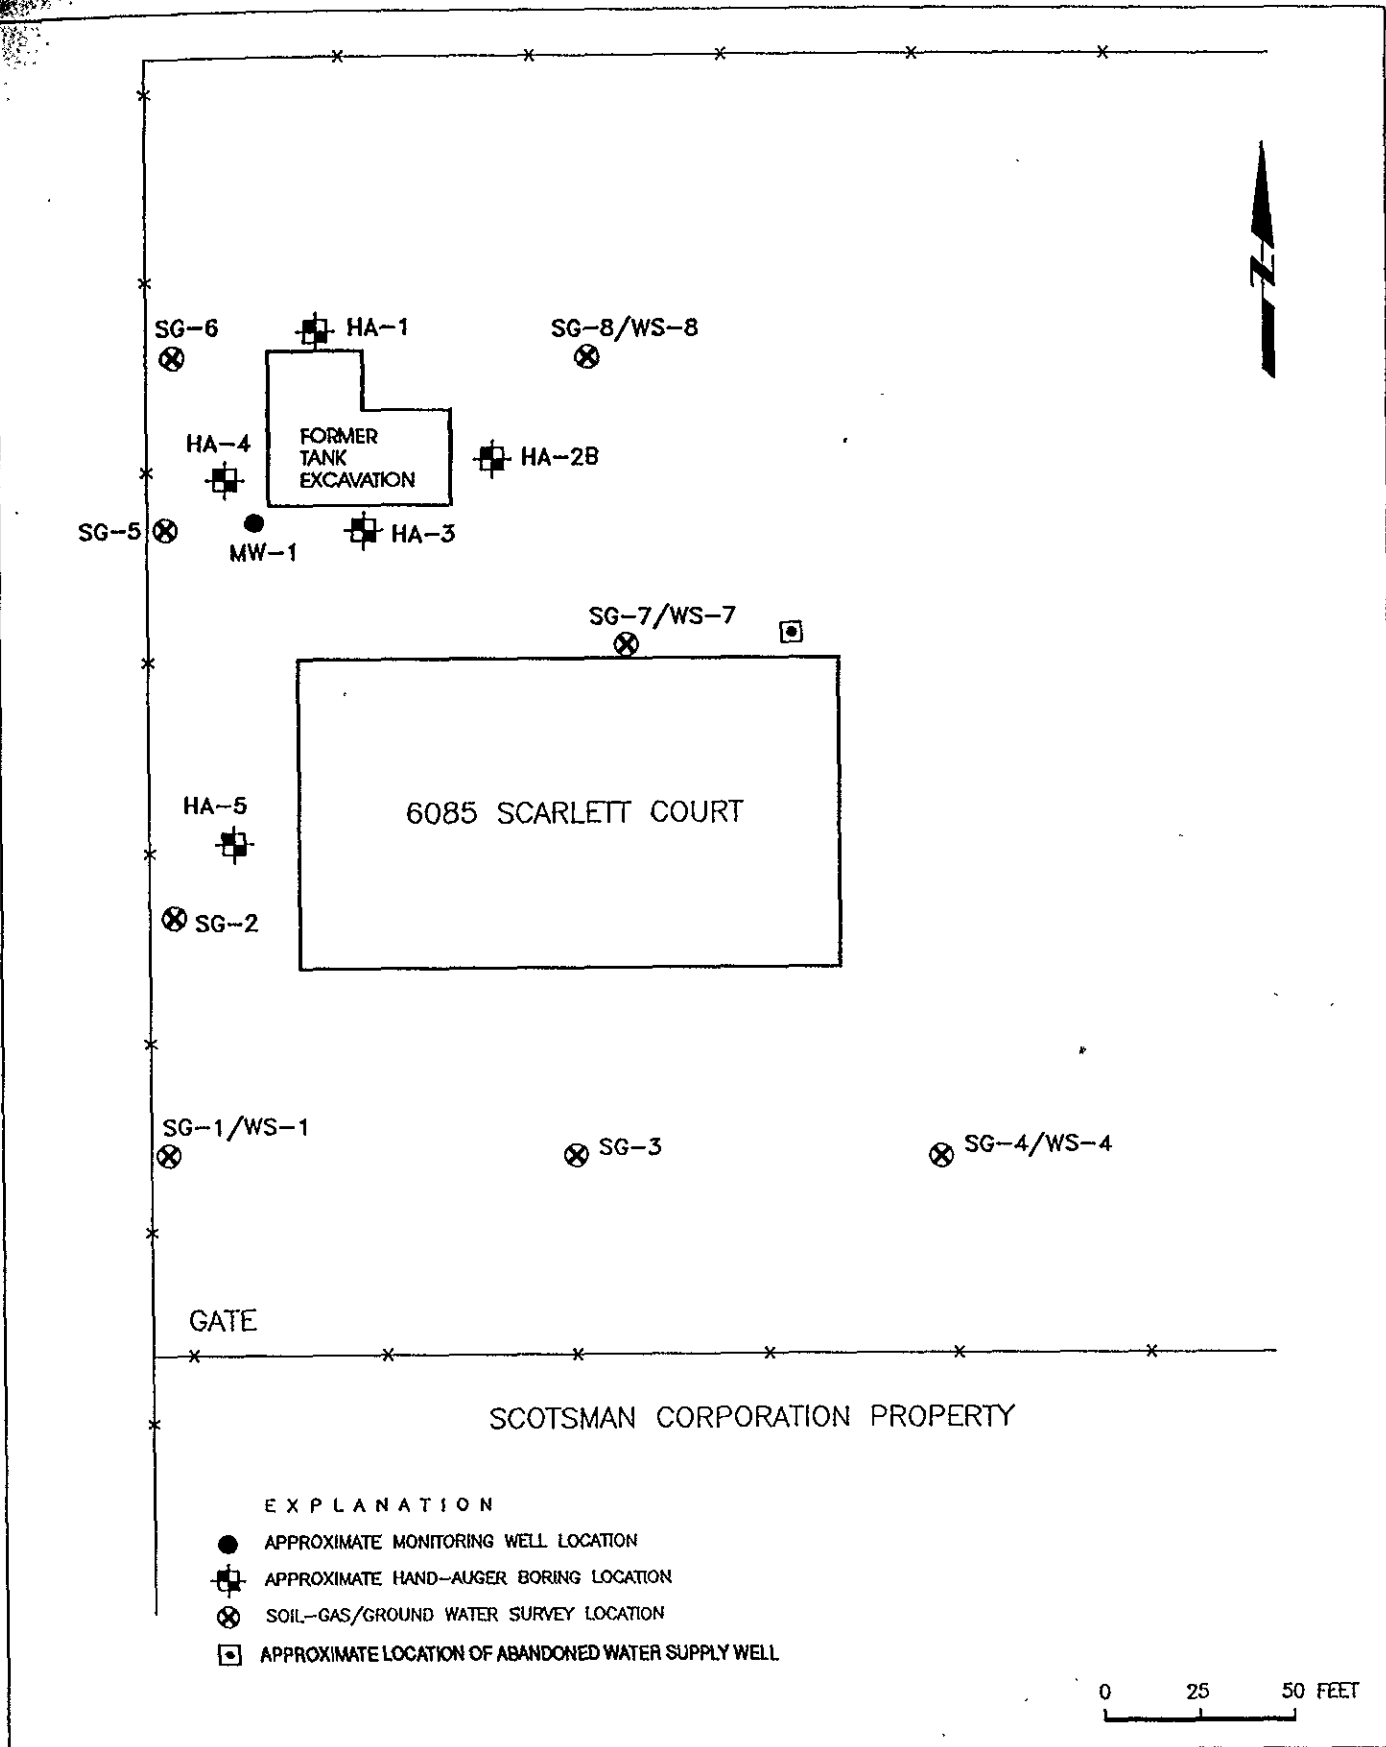 N
SG-6
HA-1
SG-8/WS-8
HA-4
FORMER
TANK
EXCAVATION
HA-2B
SG-5
MW-1
HA-3
SG-7/WS-7
6085 SCARLETT COURT
HA-5
SG-2
SG-1/WS-1
SG-3
SG-4/WS-4
GATE
SCOTSMAN CORPORATION PROPERTY
EXPLANATION
APPROXIMATE MONITORING WELL LOCATION
APPROXIMATE HAND-AUGER BORING LOCATION
SOIL-GAS/GROUND WATER SURVEY LOCATION
APPROXIMATE LOCATION OF ABANDONED WATER SUPPLY WELL
0 25 50 FEET